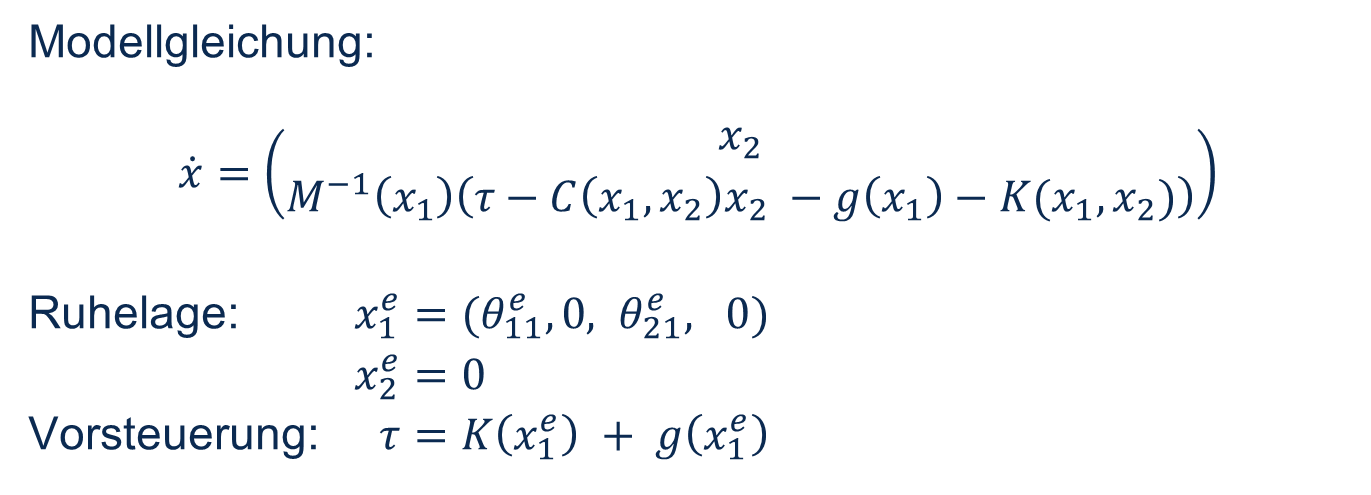 Modellgleichung:
ẋ = ( x₂
M⁻¹(x₁)(τ − C(x₁, x₂)x₂ − g(x₁) − K(x₁, x₂)) )
Ruhelage: x₁ᵉ = (θ₁₁ᵉ, 0, θ₂₁ᵉ, 0)
x₂ᵉ = 0
Vorsteuerung: τ = K(x₁ᵉ) + g(x₁ᵉ)